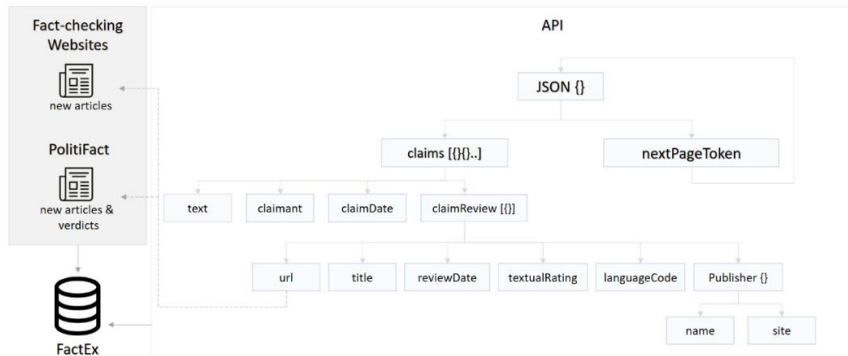 Fact-checking
Websites
new articles
PolitiFact
new articles &
verdicts
FactEx
API
JSON {}
claims [{}{}..]
nextPageToken
text
claimant
claimDate
claimReview [{}]
url
title
reviewDate
textualRating
languageCode
Publisher {}
name
site